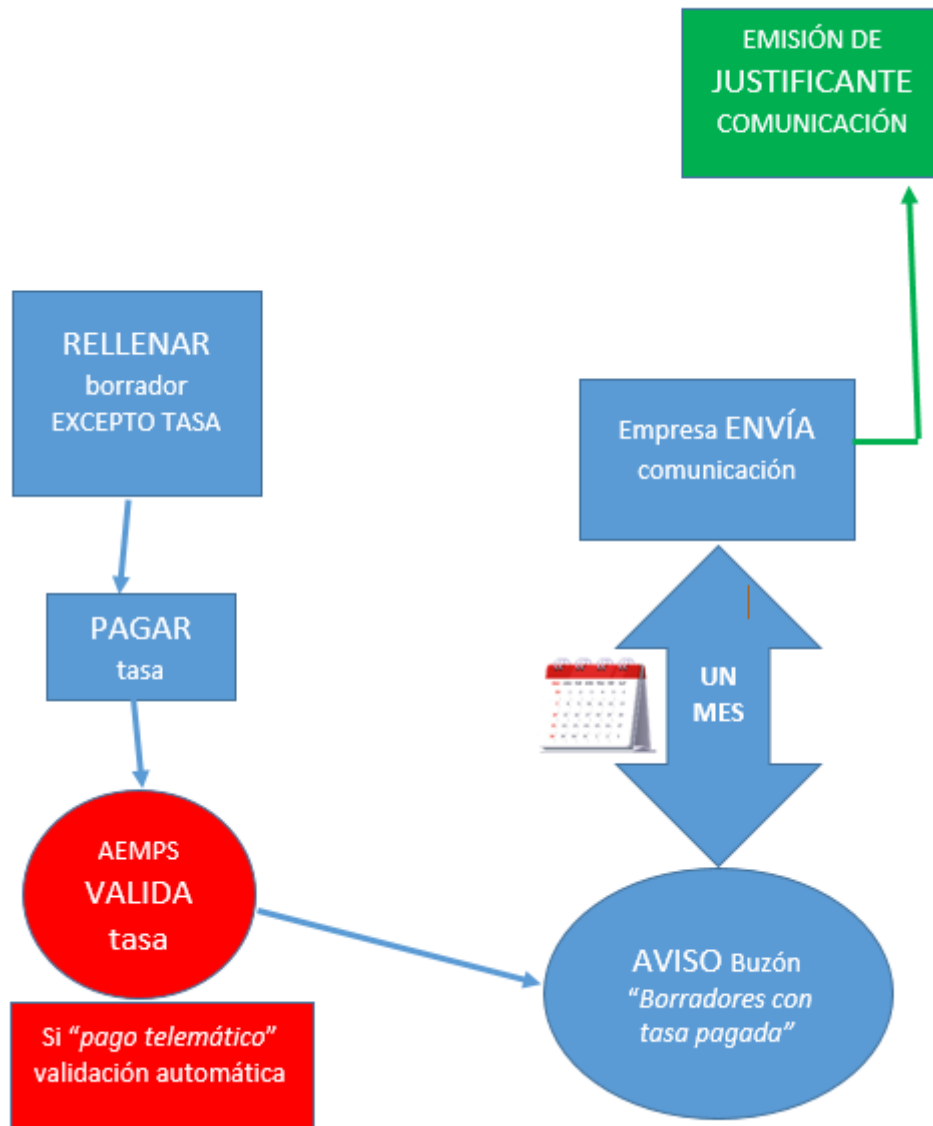 RELLENAR
borrador
EXCEPTO TASA
PAGAR
tasa
AEMPS
VALIDA
tasa
Si “pago telemático”
validación automática
AVISO Buzón
“Borradores con
tasa pagada”
UN
MES
Empresa ENVÍA
comunicación
EMISIÓN DE
JUSTIFICANTE
COMUNICACIÓN